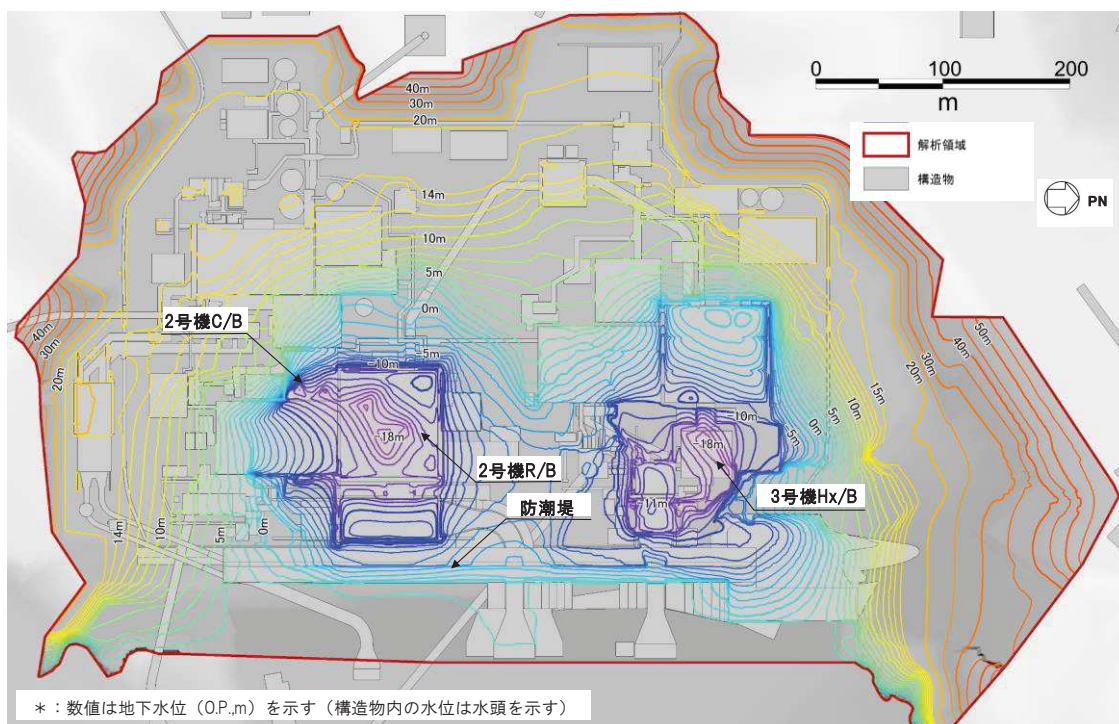 0 100 200
m
解析領域
構造物
PN
40m
30m
20m
14m
10m
5m
0m
-5m
-10m
2号機C/B
40m
30m
20m
-18m
2号機R/B
防潮堤
14m
10m
5m
0m
-10m
-18m
-11m
3号機Hx/B
-5m
0m
5m
10m
15m
20m
30m
40m
50m
＊：数値は地下水位（O.P.,m）を示す（構造物内の水位は水頭を示す）